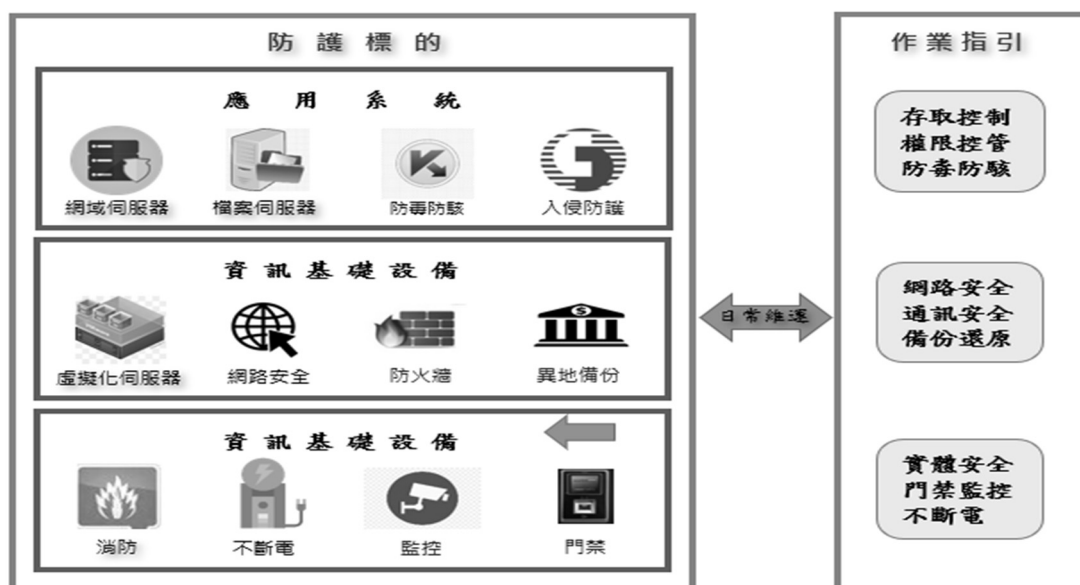 防護標的
應用系統
網域伺服器
檔案伺服器
防毒防駭
入侵防護
資訊基礎設備
虛擬化伺服器
網路安全
防火牆
異地備份
資訊基礎設備
消防
不斷電
監控
門禁
日常維運
作業指引
存取控制
權限控管
防毒防駭
網路安全
通訊安全
備份還原
實體安全
門禁監控
不斷電